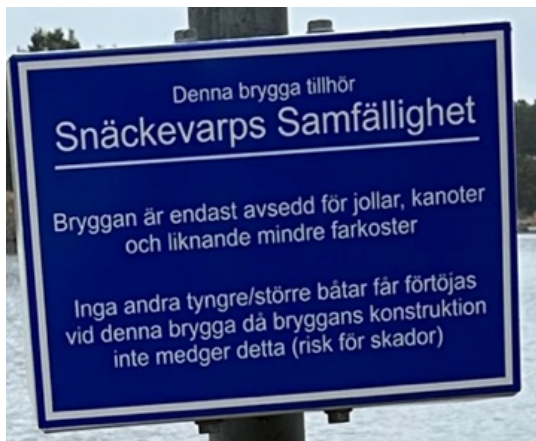 Denna brygga tillhör
Snäckevarps Samfällighet
Bryggan är endast avsedd för jollar, kanoter
och liknande mindre farkoster
Inga andra tyngre/större båtar får förtöjas
vid denna brygga då bryggans konstruktion
inte medger detta (risk för skador)